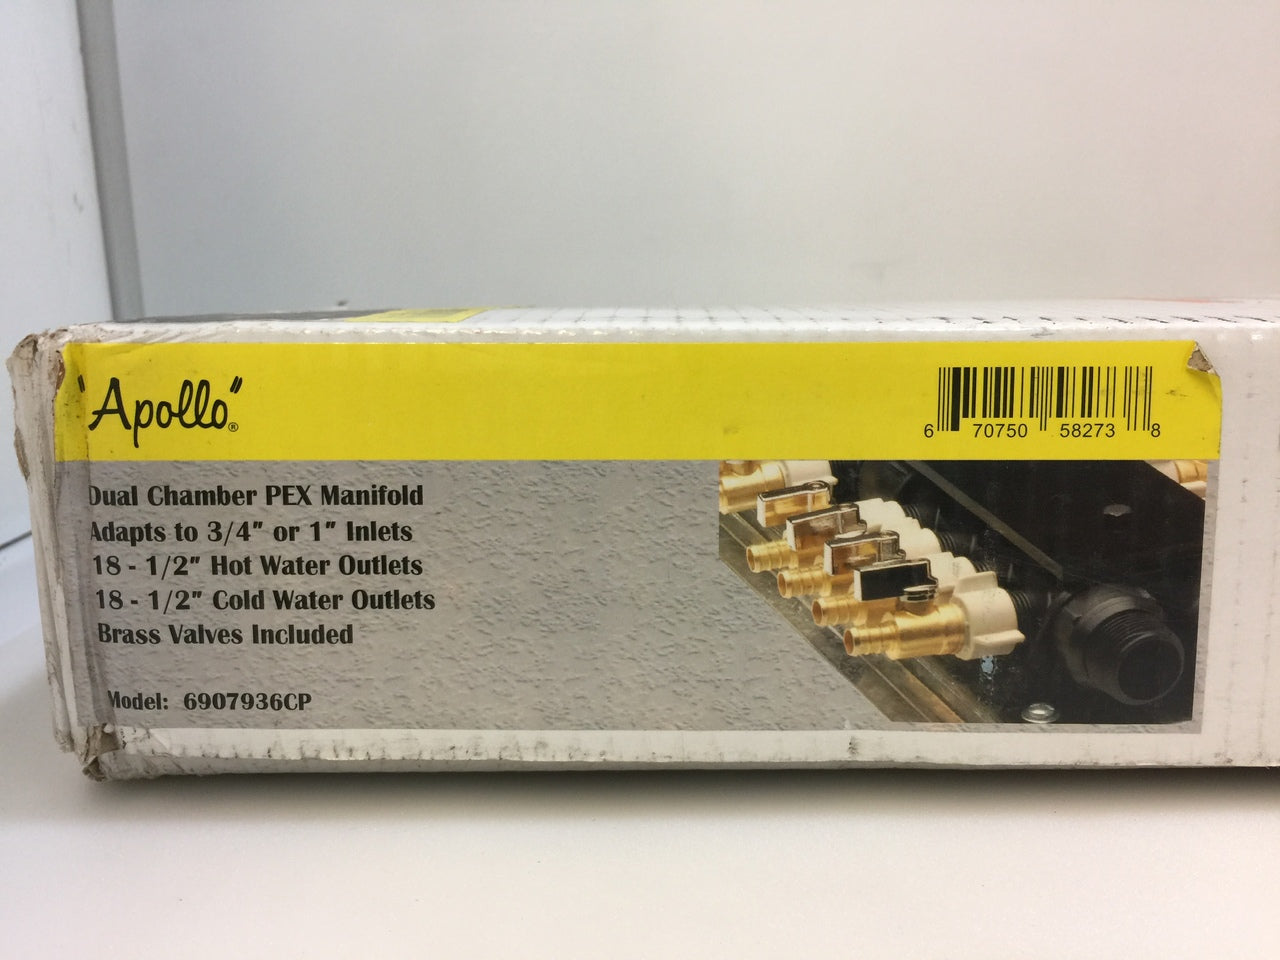 "Apollo"®
6 70750 58273 8
Dual Chamber PEX Manifold
Adapts to 3/4" or 1" Inlets
18 - 1/2" Hot Water Outlets
18 - 1/2" Cold Water Outlets
Brass Valves Included
Model: 6907936CP